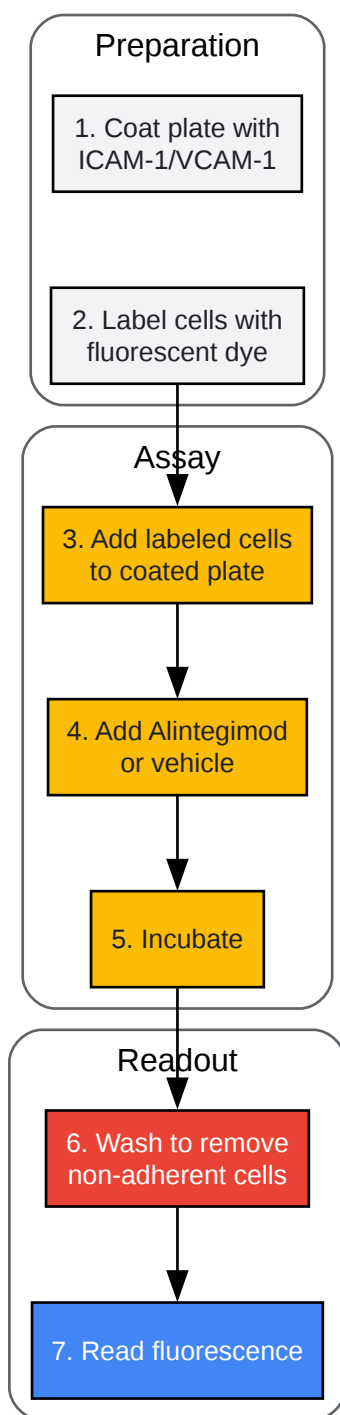 Preparation
1. Coat plate with
ICAM-1/VCAM-1
2. Label cells with
fluorescent dye
Assay
3. Add labeled cells
to coated plate
4. Add Alintegimod
or vehicle
5. Incubate
Readout
6. Wash to remove
non-adherent cells
7. Read fluorescence